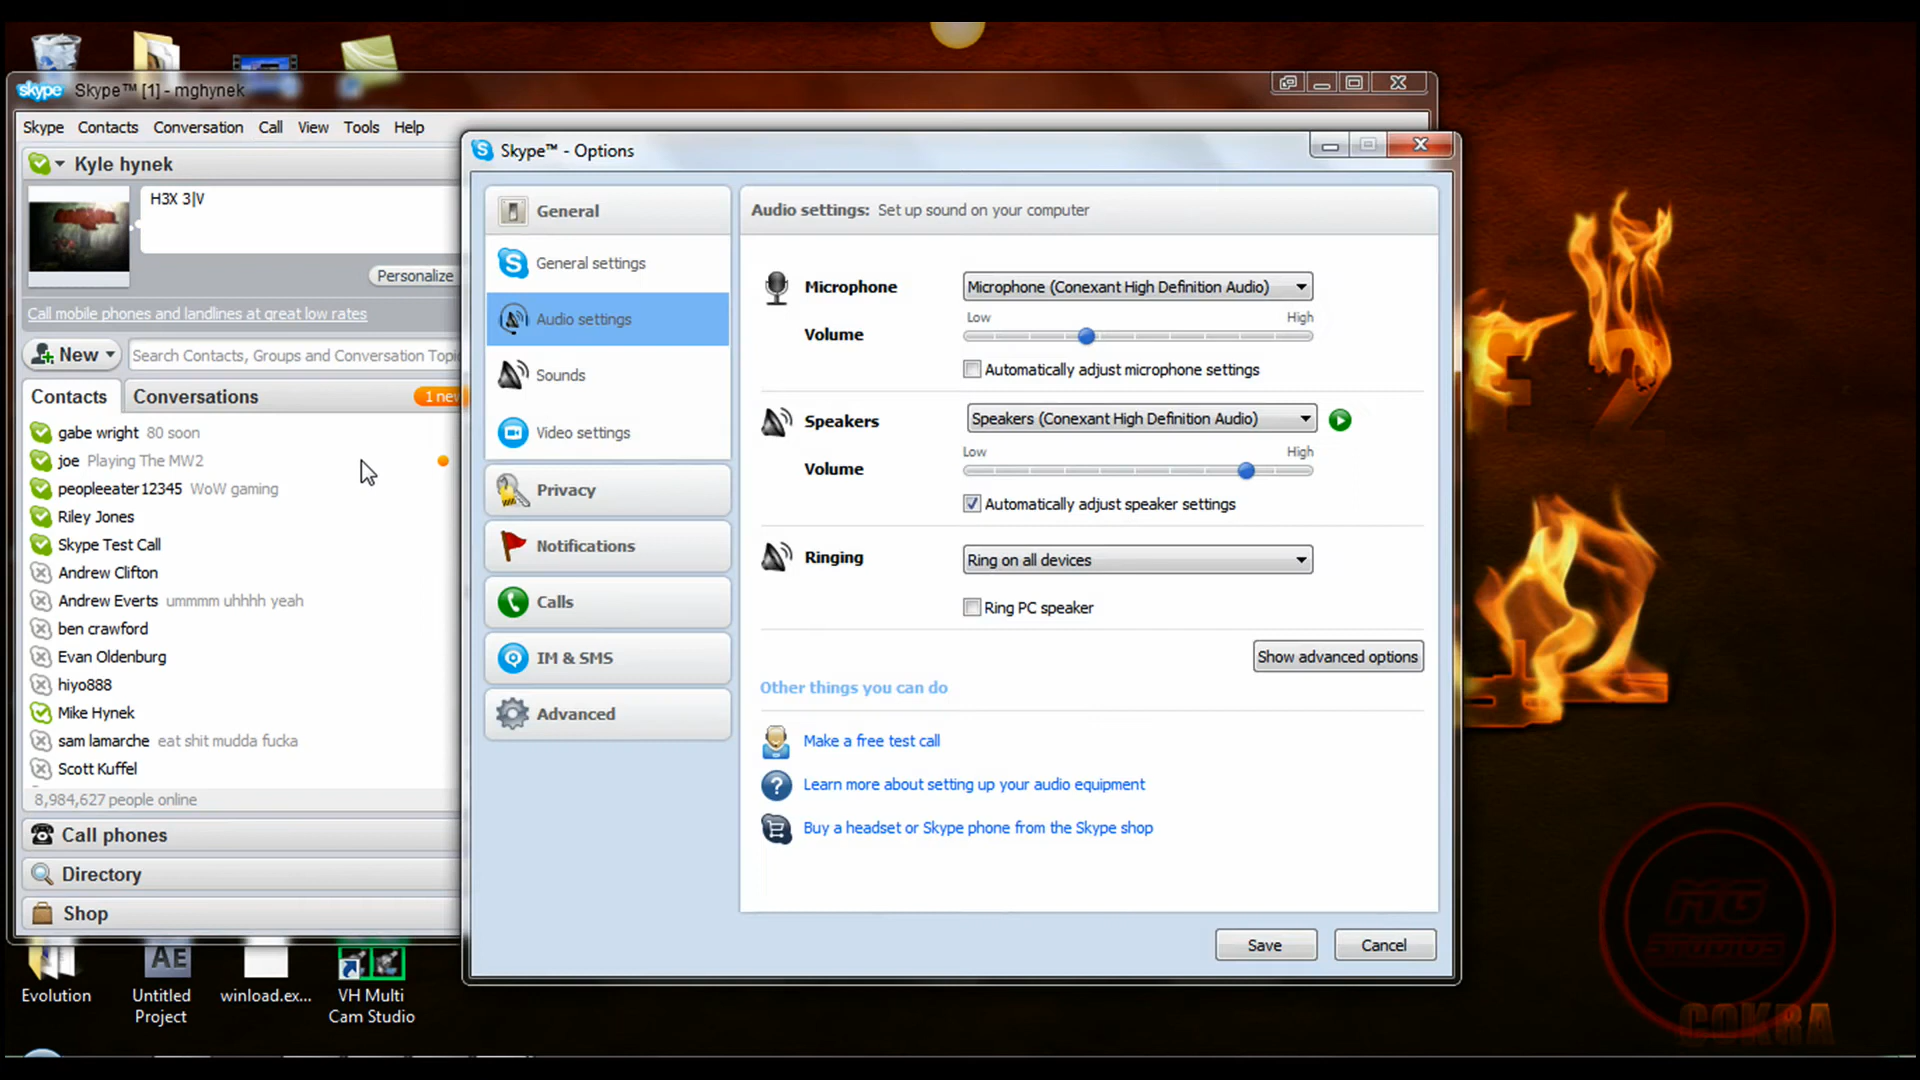 skype Skype™ [1] - mghynek
Skype Contacts Conversation Call View Tools Help
Kyle hynek
H3X 3|V
Personalize
Call mobile phones and landlines at great low rates
New Search Contacts, Groups and Conversation Topi
Contacts Conversations 1 new
gabe wright 80 soon
joe Playing The MW2
peopleeater12345 WoW gaming
Riley Jones
Skype Test Call
Andrew Clifton
Andrew Everts ummmm uhhhh yeah
ben crawford
Evan Oldenburg
hiyo888
Mike Hynek
sam lamarche eat shit mudda fucka
Scott Kuffel
8,984,627 people online
Call phones
Directory
Shop
Skype™ - Options
General
General settings
Audio settings
Sounds
Video settings
Privacy
Notifications
Calls
IM & SMS
Advanced
Audio settings: Set up sound on your computer
Microphone Microphone (Conexant High Definition Audio)
Low High
Volume
Automatically adjust microphone settings
Speakers Speakers (Conexant High Definition Audio)
Low High
Volume
Automatically adjust speaker settings
Ringing Ring on all devices
Ring PC speaker
Show advanced options
Other things you can do
Make a free test call
Learn more about setting up your audio equipment
Buy a headset or Skype phone from the Skype shop
Save Cancel
AE
Evolution
Untitled
Project
winload.ex...
VH Multi
Cam Studio
MG
STUDIOS
COKRA